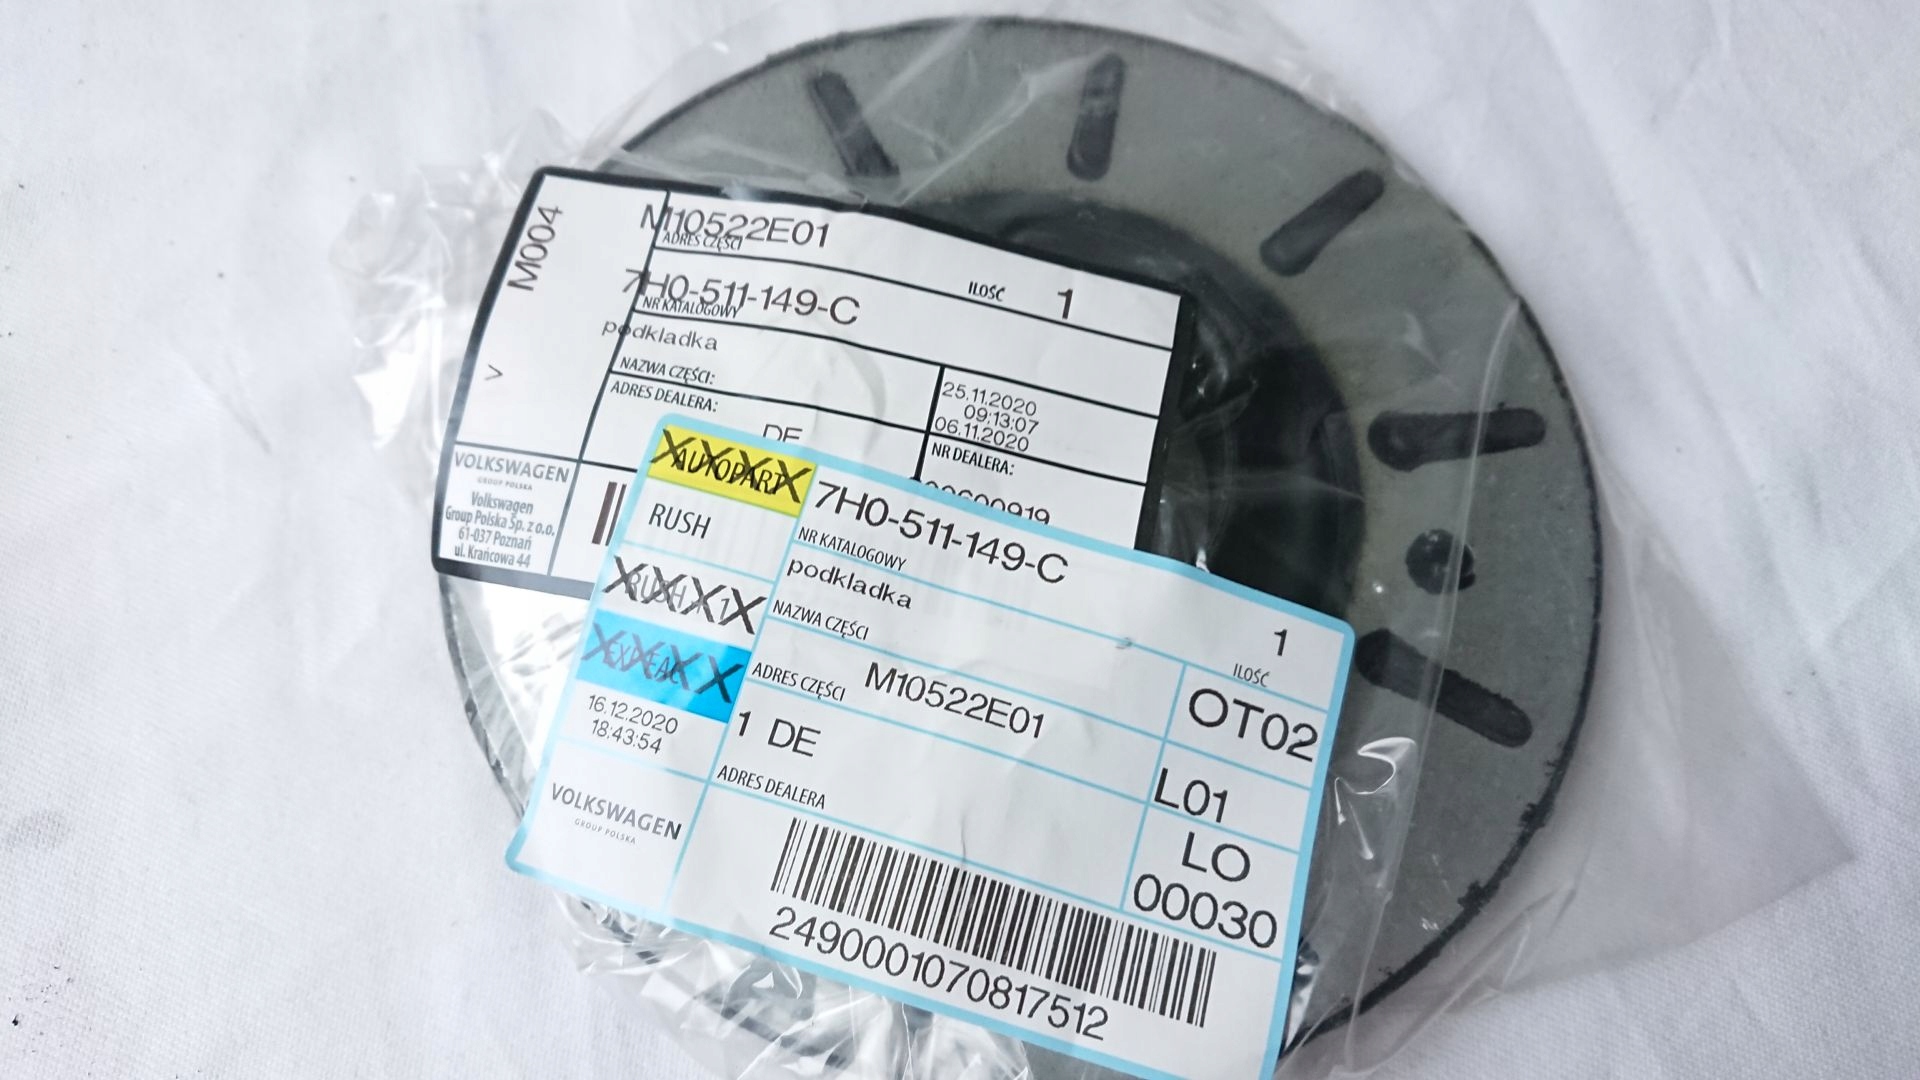 M004
>
M10522E01
ADRES CZĘŚCI
7H0-511-149-C
NR KATALOGOWY
ILOŚĆ 1
podkladka
NAZWA CZĘŚCI:
ADRES DEALERA:
DE
25.11.2020
09:13:07
06.11.2020
NR DEALERA:
VOLKSWAGEN
GROUP POLSKA
Volkswagen
Group Polska Sp. z o.o.
61-037 Poznań
ul. Krańcowa 44
XXXX
AUTOPART
RUSH
XXXX
XXXX
16.12.2020
18:43:54
VOLKSWAGEN
GROUP POLSKA
7H0-511-149-C
NR KATALOGOWY
podkladka
NAZWA CZĘŚCI
1
ILOŚĆ
ADRES CZĘŚCI M10522E01
OT02
1 DE
ADRES DEALERA
L01
LO
00030
2490001070817512